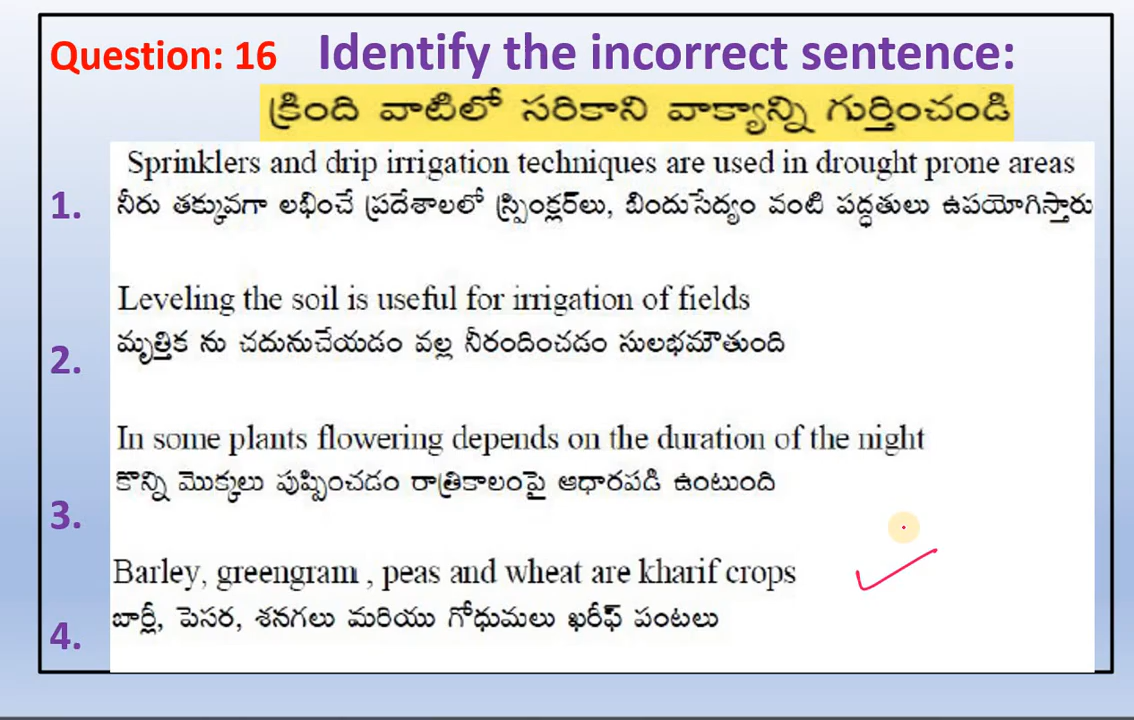 Question: 16 Identify the incorrect sentence:
క్రింది వాటిలో సరికాని వాక్యాన్ని గుర్తించండి
Sprinklers and drip irrigation techniques are used in drought prone areas
1. నీరు తక్కువగా లభించే ప్రదేశాలలో స్ప్రింక్లర్‌లు, బిందుసేద్యం వంటి పద్ధతులు ఉపయోగిస్తారు
Leveling the soil is useful for irrigation of fields
2. మృత్తిక ను చదునుచేయడం వల్ల నీరందించడం సులభమౌతుంది
In some plants flowering depends on the duration of the night
కొన్ని మొక్కలు పుష్పించడం రాత్రికాలంపై ఆధారపడి ఉంటుంది
3.
Barley, greengram , peas and wheat are kharif crops
4. బార్లీ, పెసర, శనగలు మరియు గోధుమలు ఖరీఫ్ పంటలు